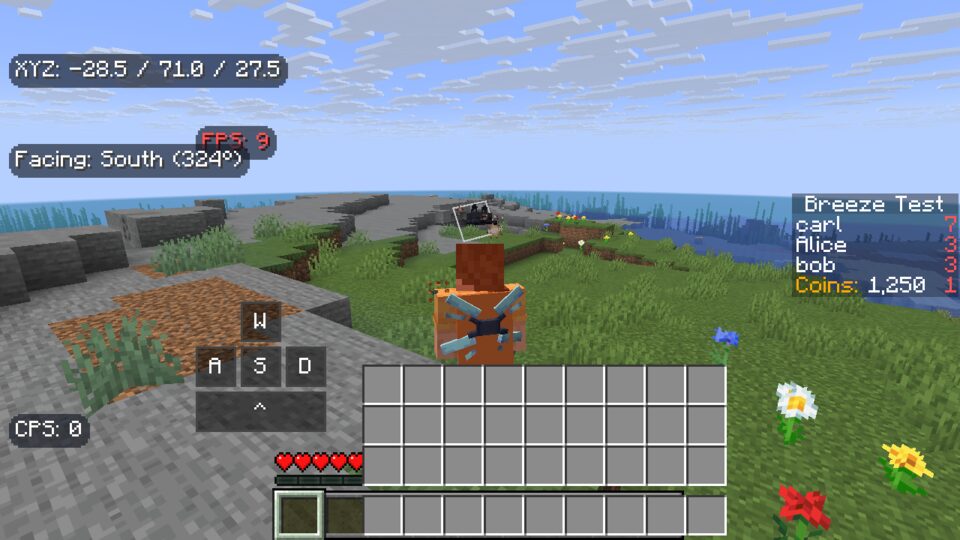 XYZ: -28.5 / 71.0 / 27.5
FPS: 9
Facing: South (324°)
Breeze Test
carl 7
Alice 3
bob 3
Coins: 1,250 1
W
A S D
^
CPS: 0